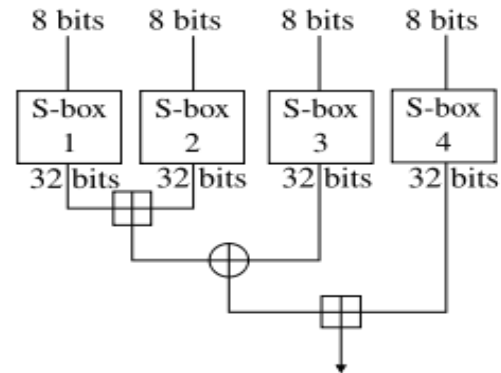 8 bits 8 bits 8 bits 8 bits
S-box S-box S-box S-box
1 2 3 4
32 bits 32 bits 32 bits 32 bits